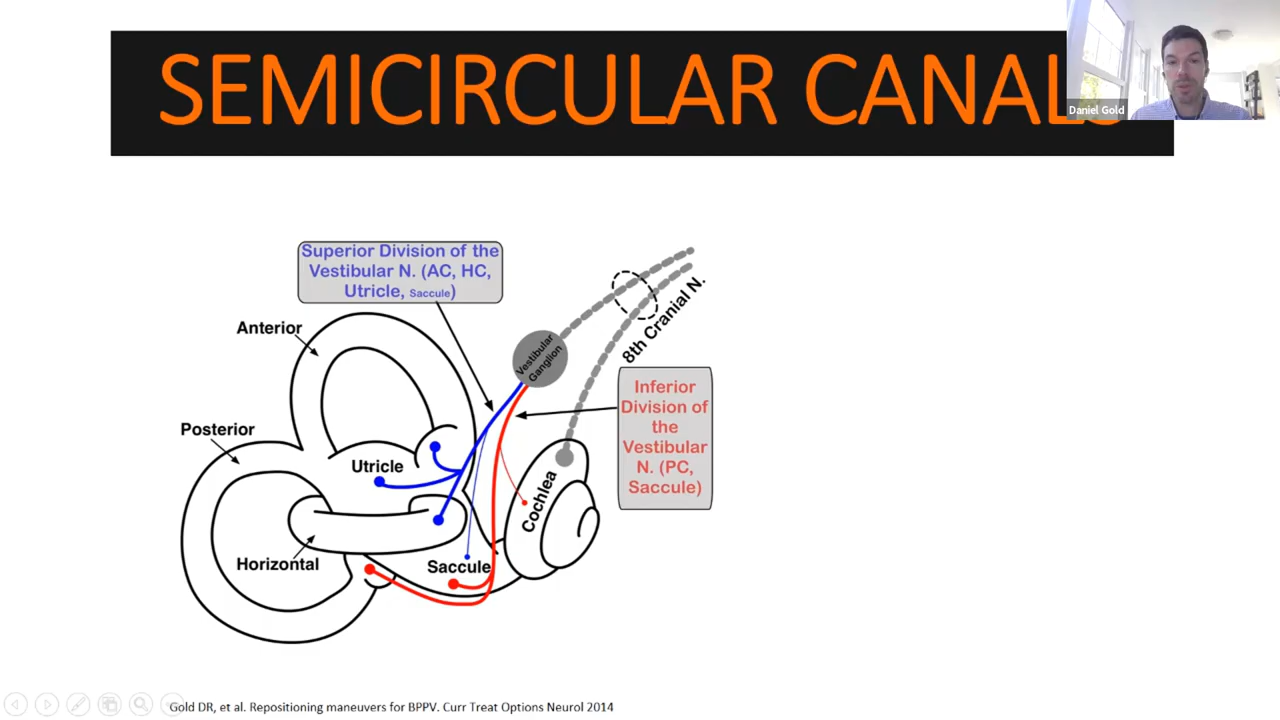 SEMICIRCULAR CANALS
Daniel Gold
Superior Division of the
Vestibular N. (AC, HC,
Utricle, Saccule)
Anterior
Vestibular
Ganglion
8th Cranial N.
Inferior
Division of
the
Vestibular
N. (PC,
Saccule)
Posterior
Utricle
Cochlea
Horizontal
Saccule
Gold DR, et al. Repositioning maneuvers for BPPV. Curr Treat Options Neurol 2014